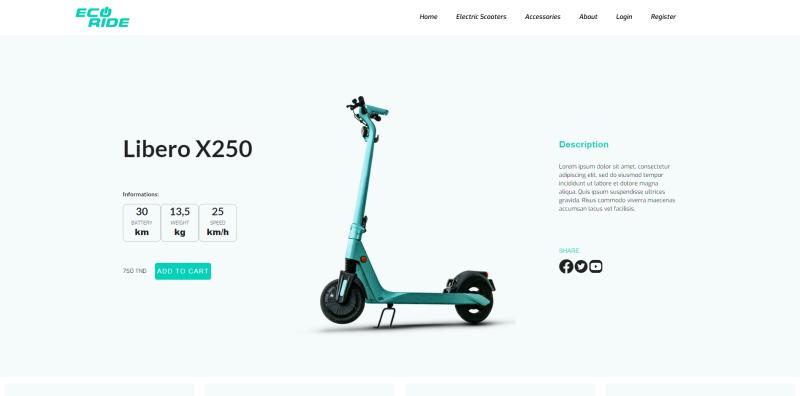 ECO
RIDE
Home
Electric Scooters
Accessories
About
Login
Register
Libero X250
Informations:
30
BATTERY
km
13,5
WEIGHT
kg
25
SPEED
km/h
750 TND
ADD TO CART
Description
Lorem ipsum dolor sit amet, consectetur
adipiscing elit, sed do eiusmod tempor
incididunt ut labore et dolore magna
aliqua. Quis ipsum suspendisse ultrices
gravida. Risus commodo viverra maecenas
accumsan lacus vel facilisis.
SHARE: